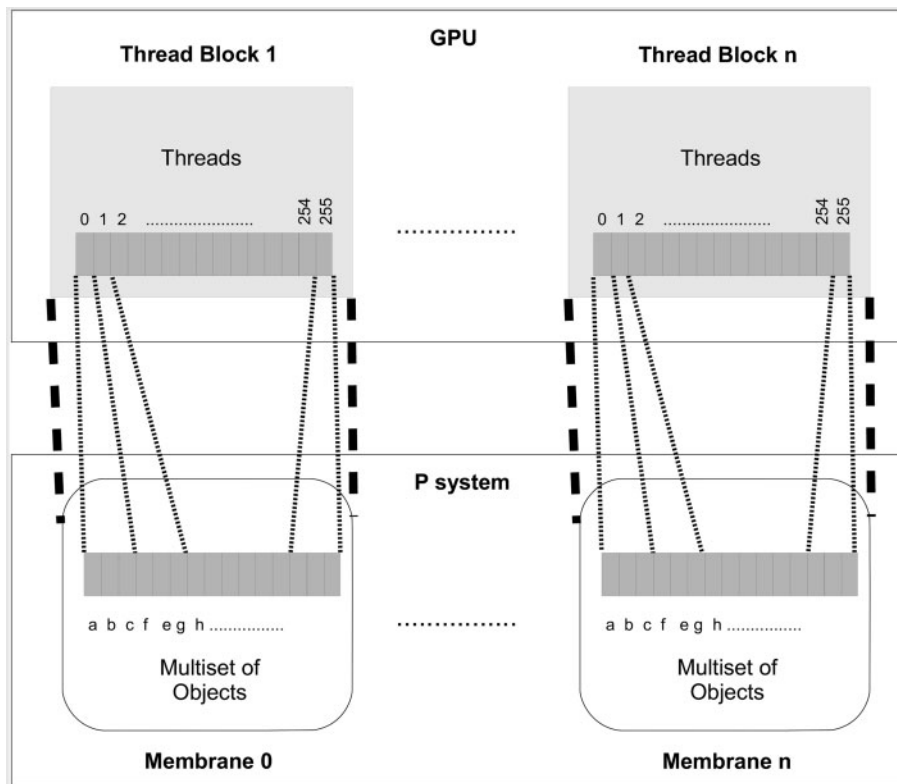 GPU
Thread Block 1
Thread Block n
Threads
Threads
0 1 2 ........................ 254 255
0 1 2 ........................ 254 255
..................
P system
a b c f e g h ................
a b c f e g h ................
..................
Multiset of
Objects
Multiset of
Objects
Membrane 0
Membrane n